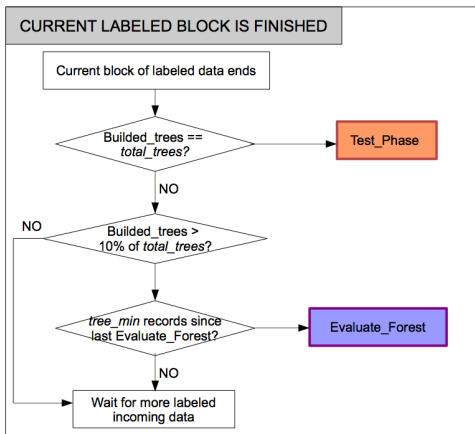 CURRENT LABELED BLOCK IS FINISHED
Current block of labeled data ends
Builded_trees ==
total_trees?
Test_Phase
NO
NO
Builded_trees >
10% of total_trees?
tree_min records since
last Evaluate_Forest?
Evaluate_Forest
NO
Wait for more labeled
incoming data